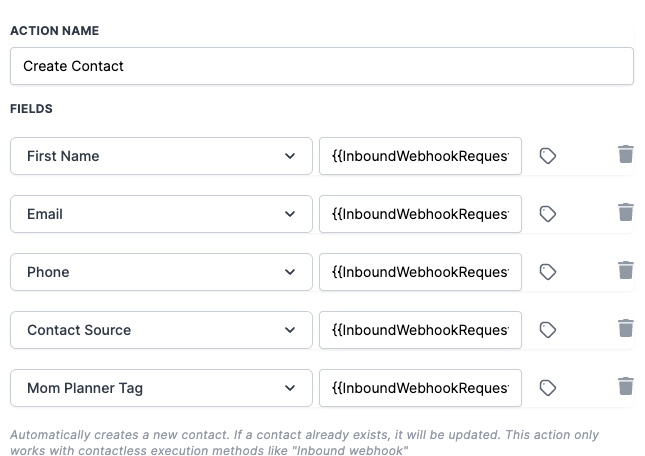 ACTION NAME
Create Contact
FIELDS
First Name {{InboundWebhookReques
Email {{InboundWebhookReques
Phone {{InboundWebhookReques
Contact Source {{InboundWebhookReques
Mom Planner Tag {{InboundWebhookReques
Automatically creates a new contact. If a contact already exists, it will be updated. This action only
works with contactless execution methods like "Inbound webhook"